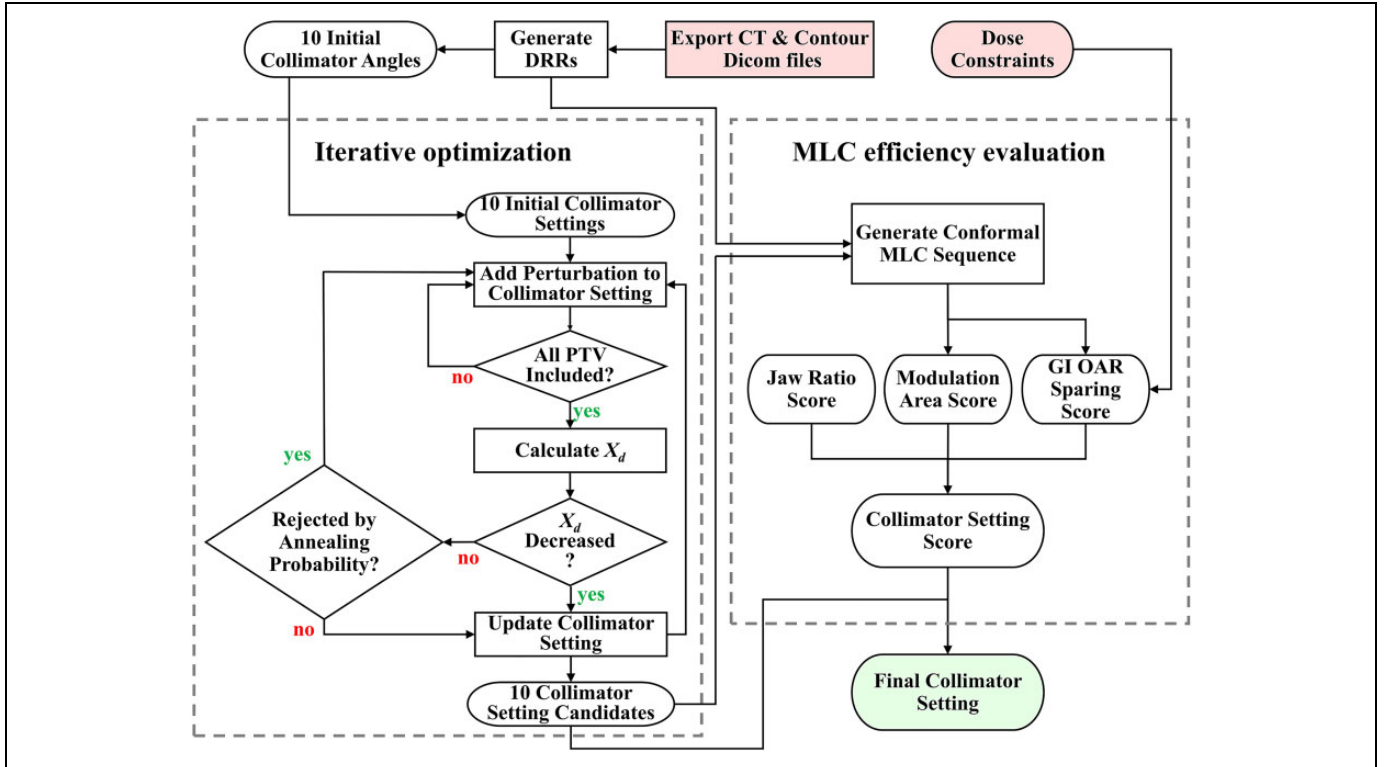 10 Initial
Collimator Angles
Generate
DRRs
Export CT & Contour
Dicom files
Dose
Constraints
Iterative optimization
10 Initial Collimator
Settings
Add Perturbation to
Collimator Setting
All PTV
Included?
no
yes
Calculate X_d
X_d
Decreased
?
no
yes
Rejected by
Annealing
Probability?
yes
no
Update Collimator
Setting
10 Collimator
Setting Candidates
MLC efficiency evaluation
Generate Conformal
MLC Sequence
Jaw Ratio
Score
Modulation
Area Score
GI OAR
Sparing
Score
Collimator Setting
Score
Final Collimator
Setting